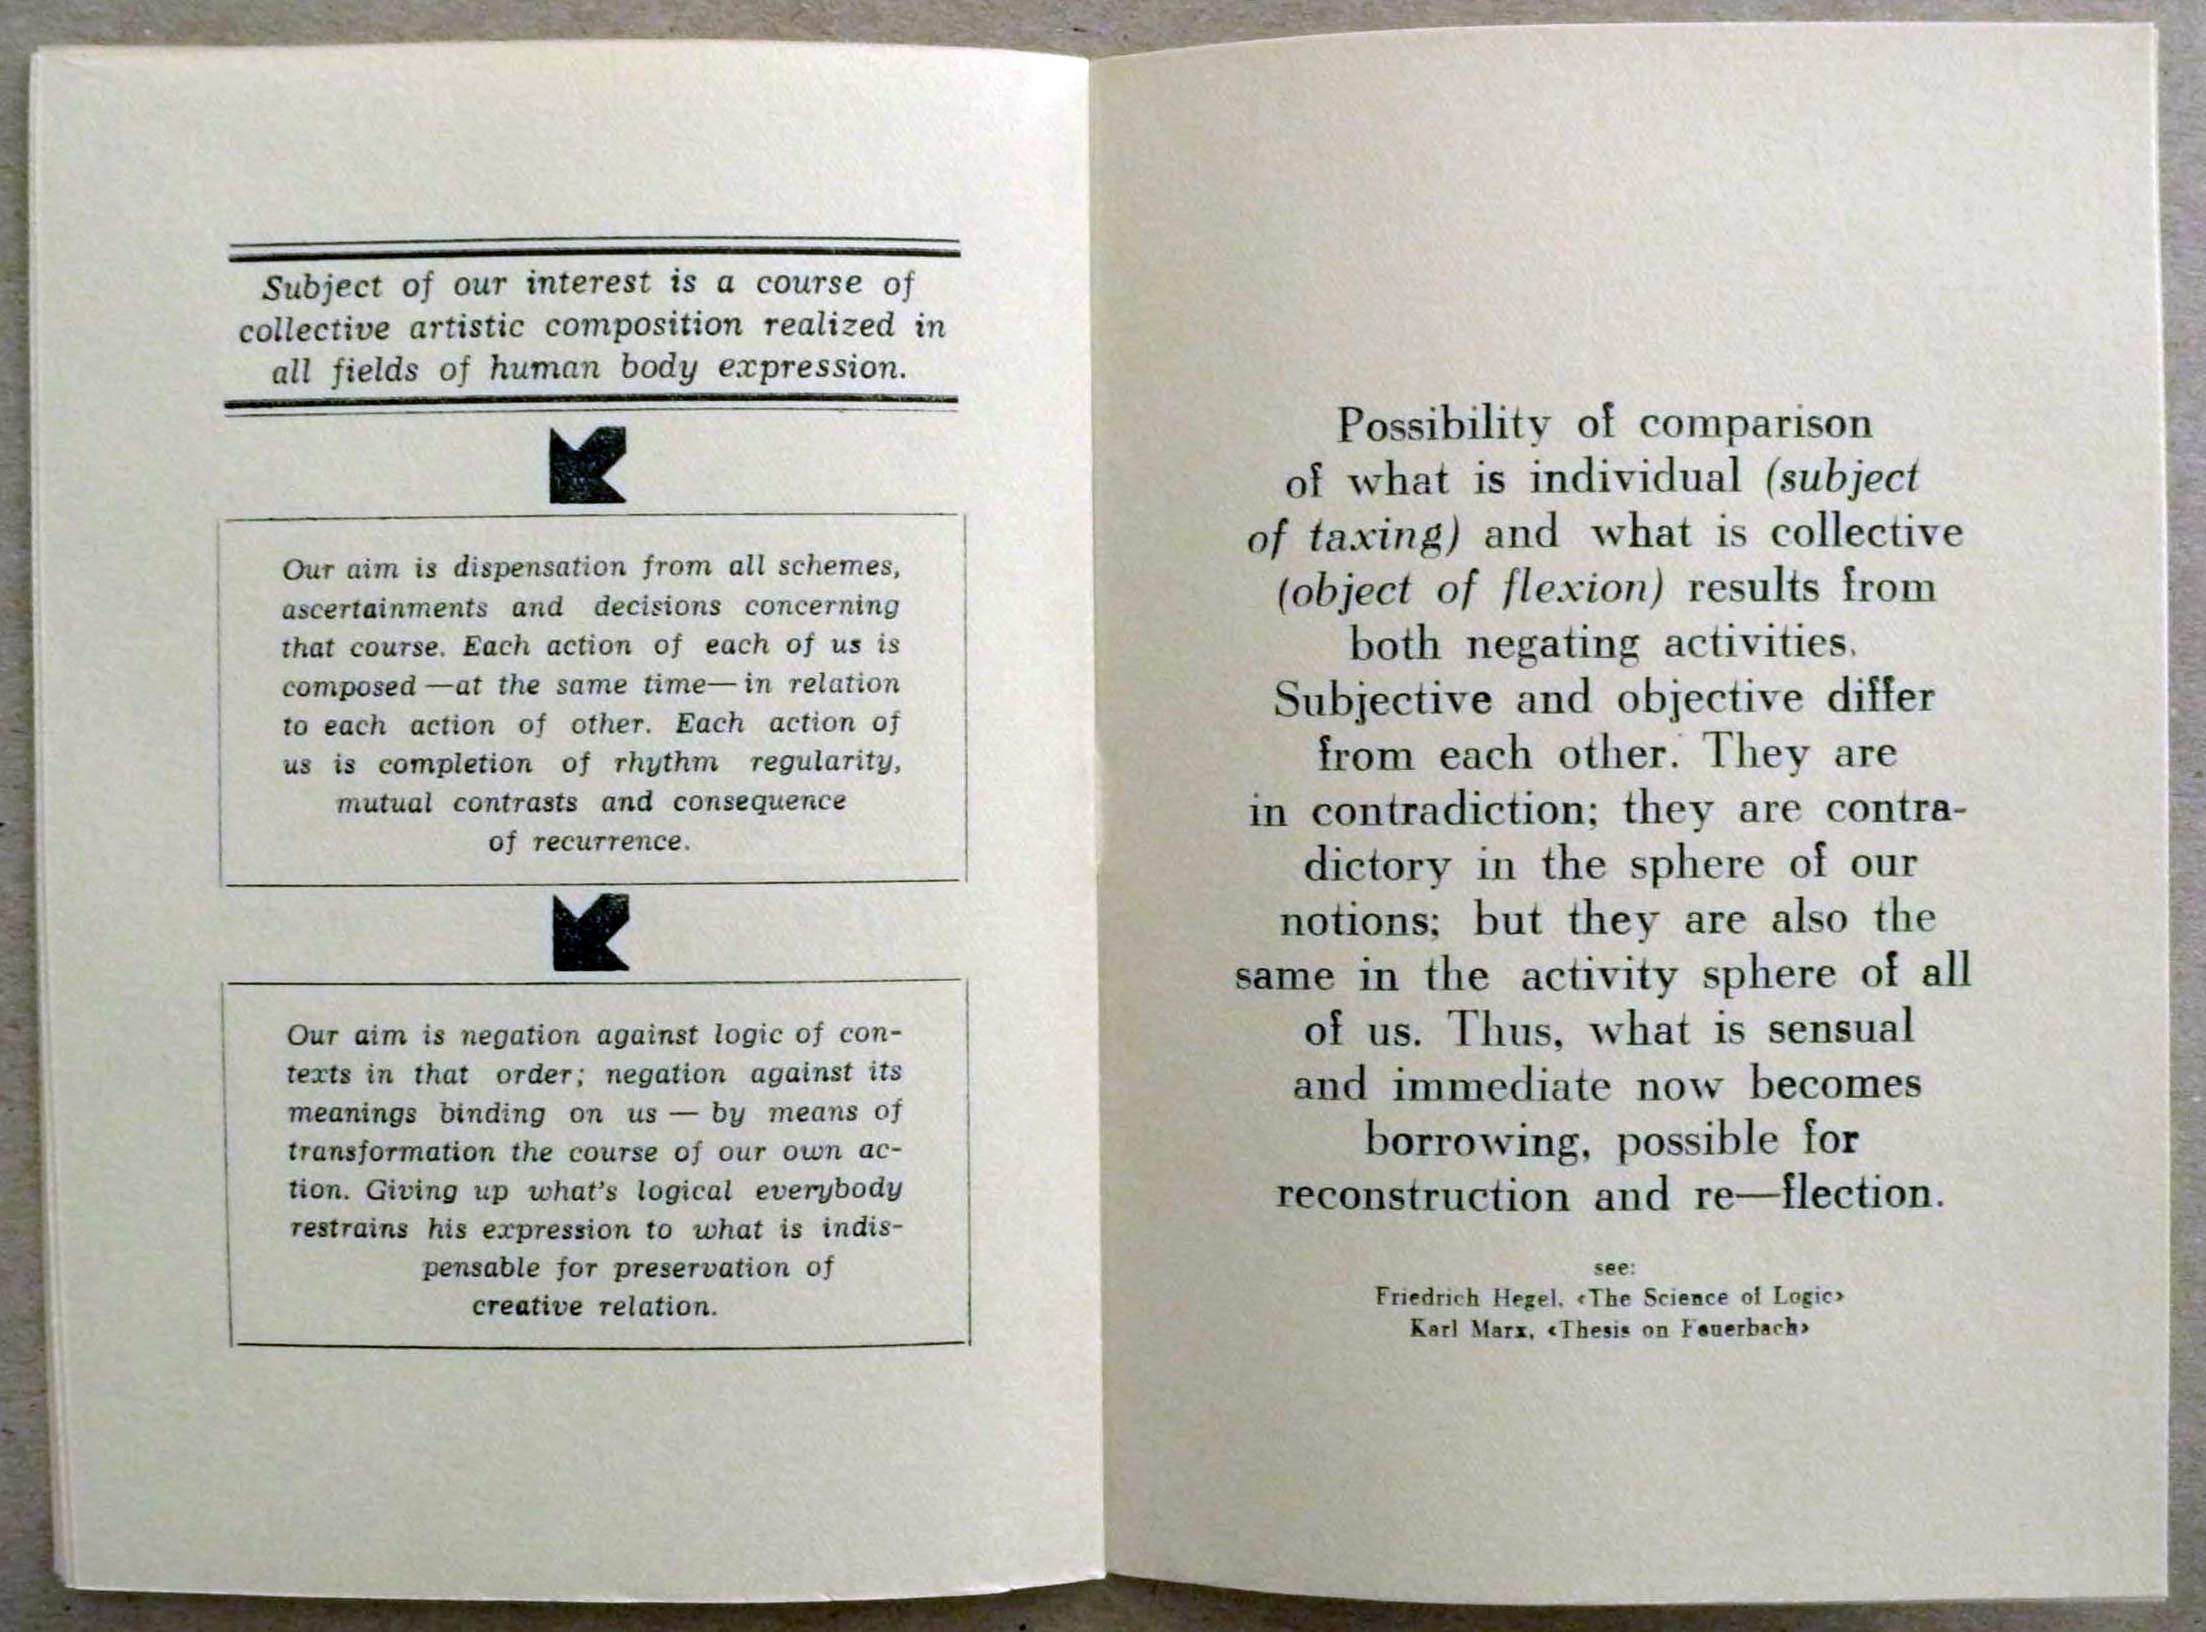 Subject of our interest is a course of
collective artistic composition realized in
all fields of human body expression.
Our aim is dispensation from all schemes,
ascertainments and decisions concerning
that course. Each action of each of us is
composed —at the same time— in relation
to each action of other. Each action of
us is completion of rhythm regularity,
mutual contrasts and consequence
of recurrence.
Our aim is negation against logic of con-
texts in that order; negation against its
meanings binding on us — by means of
transformation the course of our own ac-
tion. Giving up what's logical everybody
restrains his expression to what is indis-
pensable for preservation of
creative relation.
Possibility of comparison
of what is individual (subject
of taxing) and what is collective
(object of flexion) results from
both negating activities.
Subjective and objective differ
from each other. They are
in contradiction; they are contra-
dictory in the sphere of our
notions; but they are also the
same in the activity sphere of all
of us. Thus, what is sensual
and immediate now becomes
borrowing, possible for
reconstruction and re—flection.
see:
Friedrich Hegel, ‹The Science of Logic›
Karl Marx, ‹Thesis on Feuerbach›